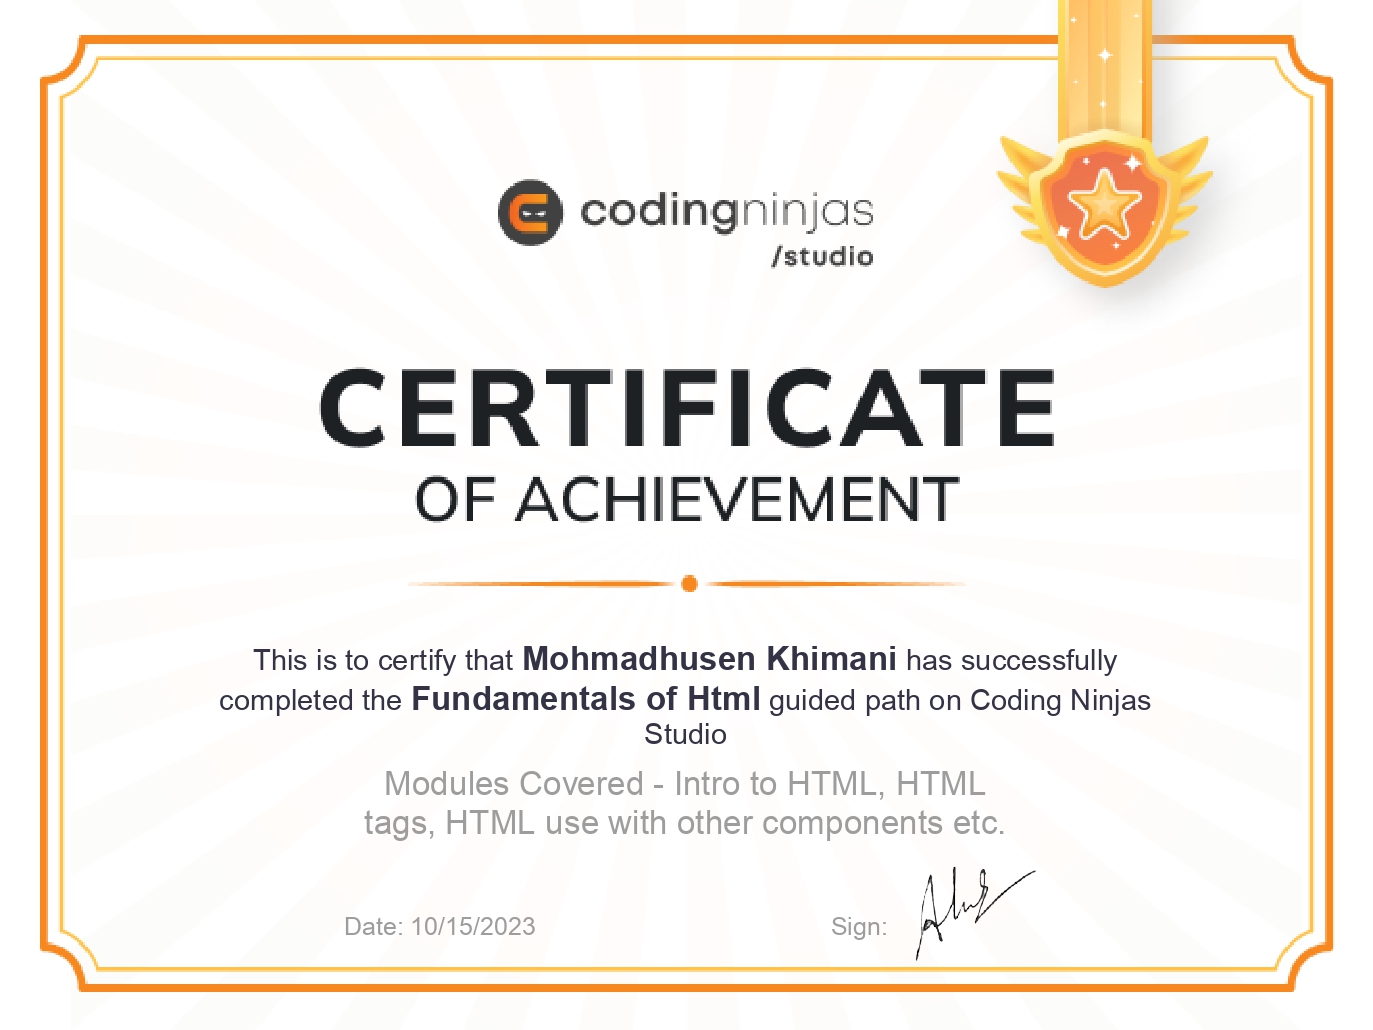 codingninjas
/studio
CERTIFICATE
OF ACHIEVEMENT
This is to certify that Mohmadhusen Khimani has successfully
completed the Fundamentals of Html guided path on Coding Ninjas
Studio
Modules Covered - Intro to HTML, HTML
tags, HTML use with other components etc.
Date: 10/15/2023
Sign: